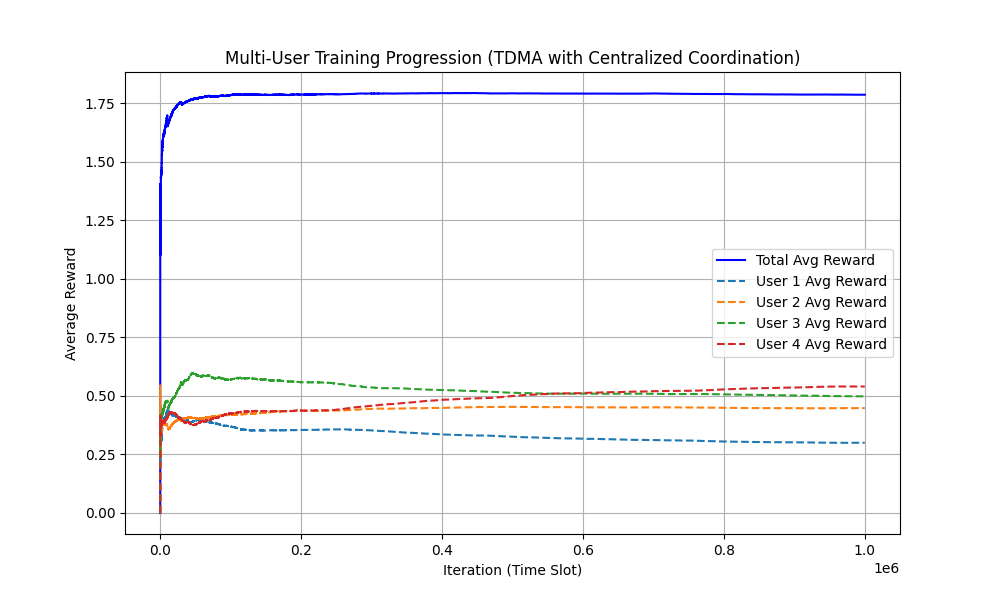 Multi-User Training Progression (TDMA with Centralized Coordination)
Average Reward
1.75
1.50
1.25
1.00
0.75
0.50
0.25
0.00
Total Avg Reward
User 1 Avg Reward
User 2 Avg Reward
User 3 Avg Reward
User 4 Avg Reward
0.0 0.2 0.4 0.6 0.8 1.0
1e6
Iteration (Time Slot)